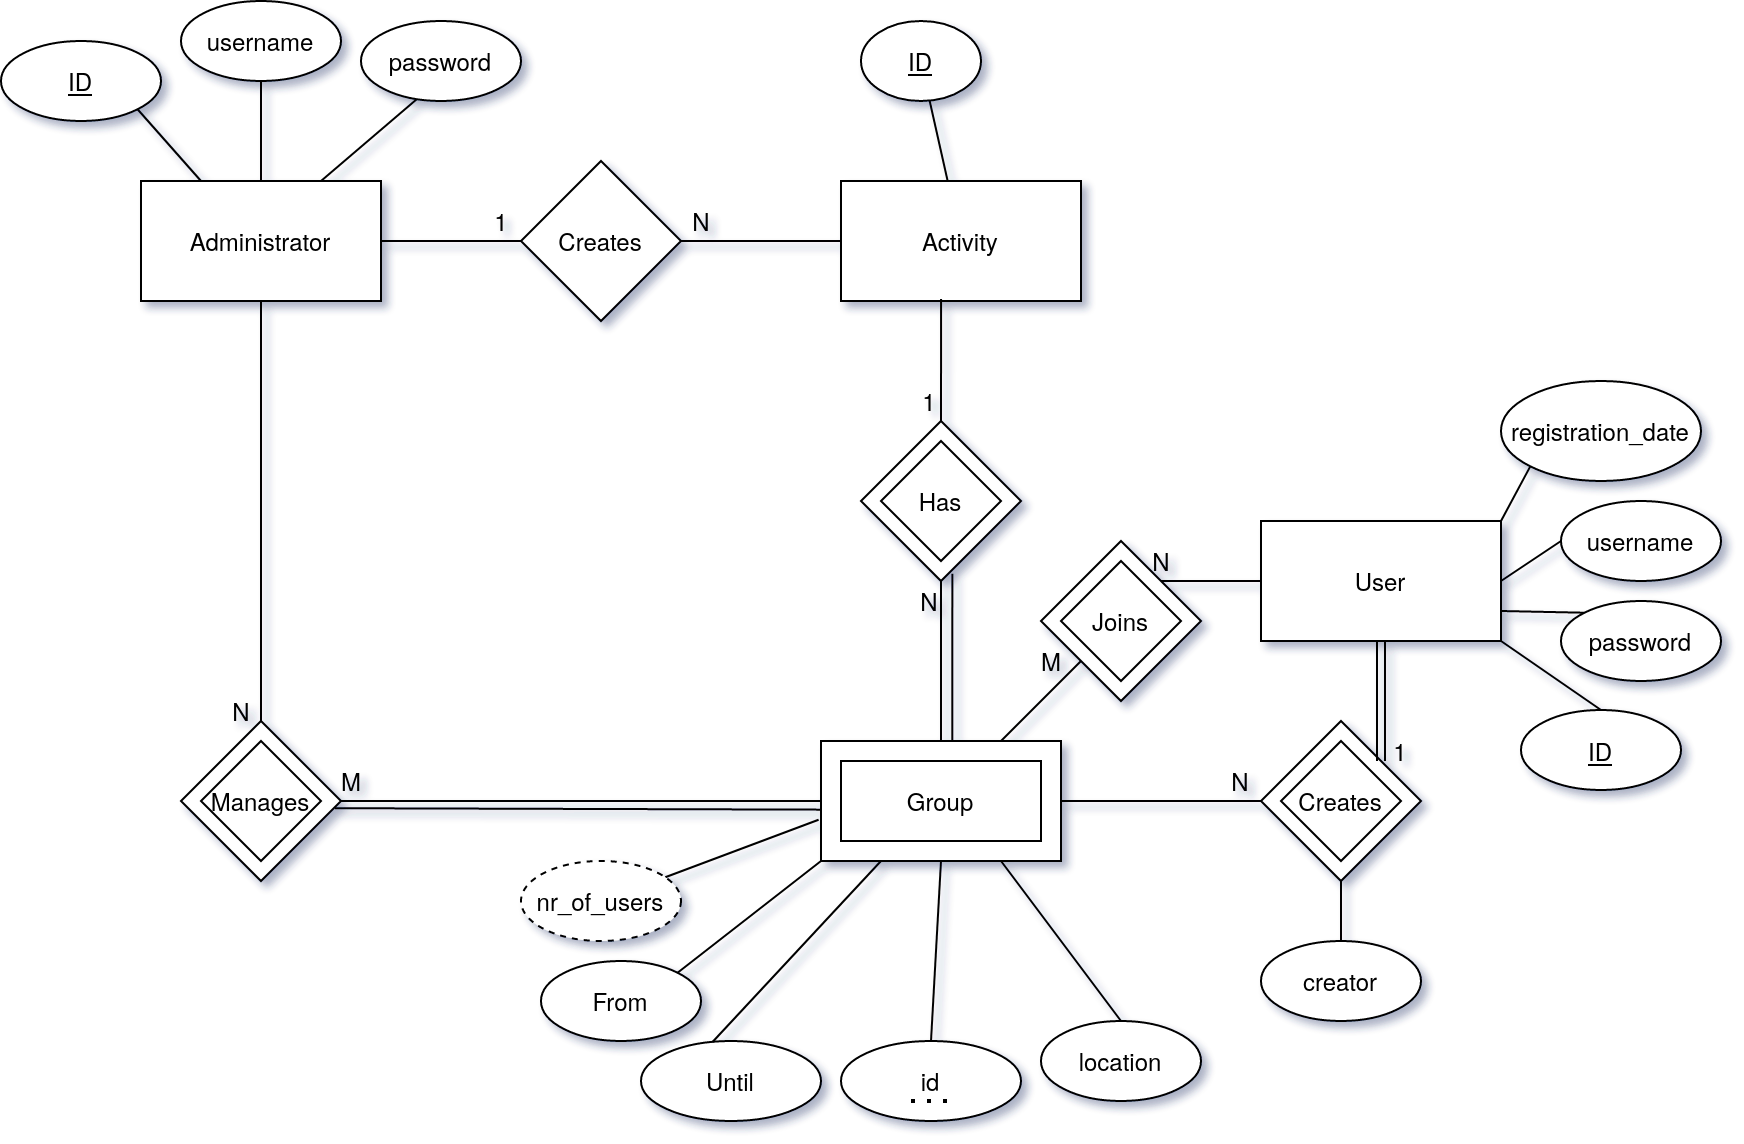 username
password
ID
ID
Administrator
1
Creates
N
Activity
1
Has
N
registration_date
username
N
User
Joins
M
password
N
ID
1
Manages
M
Group
N
Creates
nr_of_users
From
creator
Until
id
location